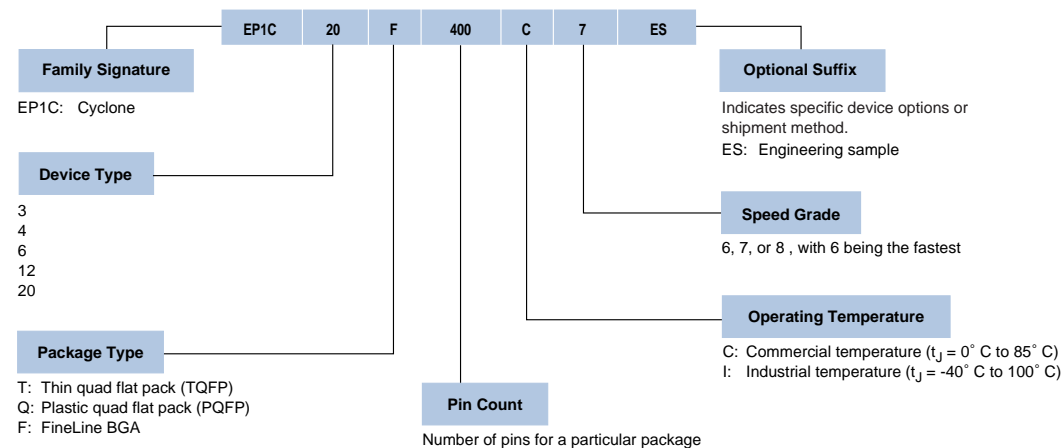 EP1C 20 F 400 C 7 ES
Family Signature
EP1C: Cyclone
Device Type
3
4
6
12
20
Package Type
T: Thin quad flat pack (TQFP)
Q: Plastic quad flat pack (PQFP)
F: FineLine BGA
Pin Count
Number of pins for a particular package
Optional Suffix
Indicates specific device options or
shipment method.
ES: Engineering sample
Speed Grade
6, 7, or 8 , with 6 being the fastest
Operating Temperature
C: Commercial temperature (tJ = 0° C to 85° C)
I: Industrial temperature (tJ = -40° C to 100° C)